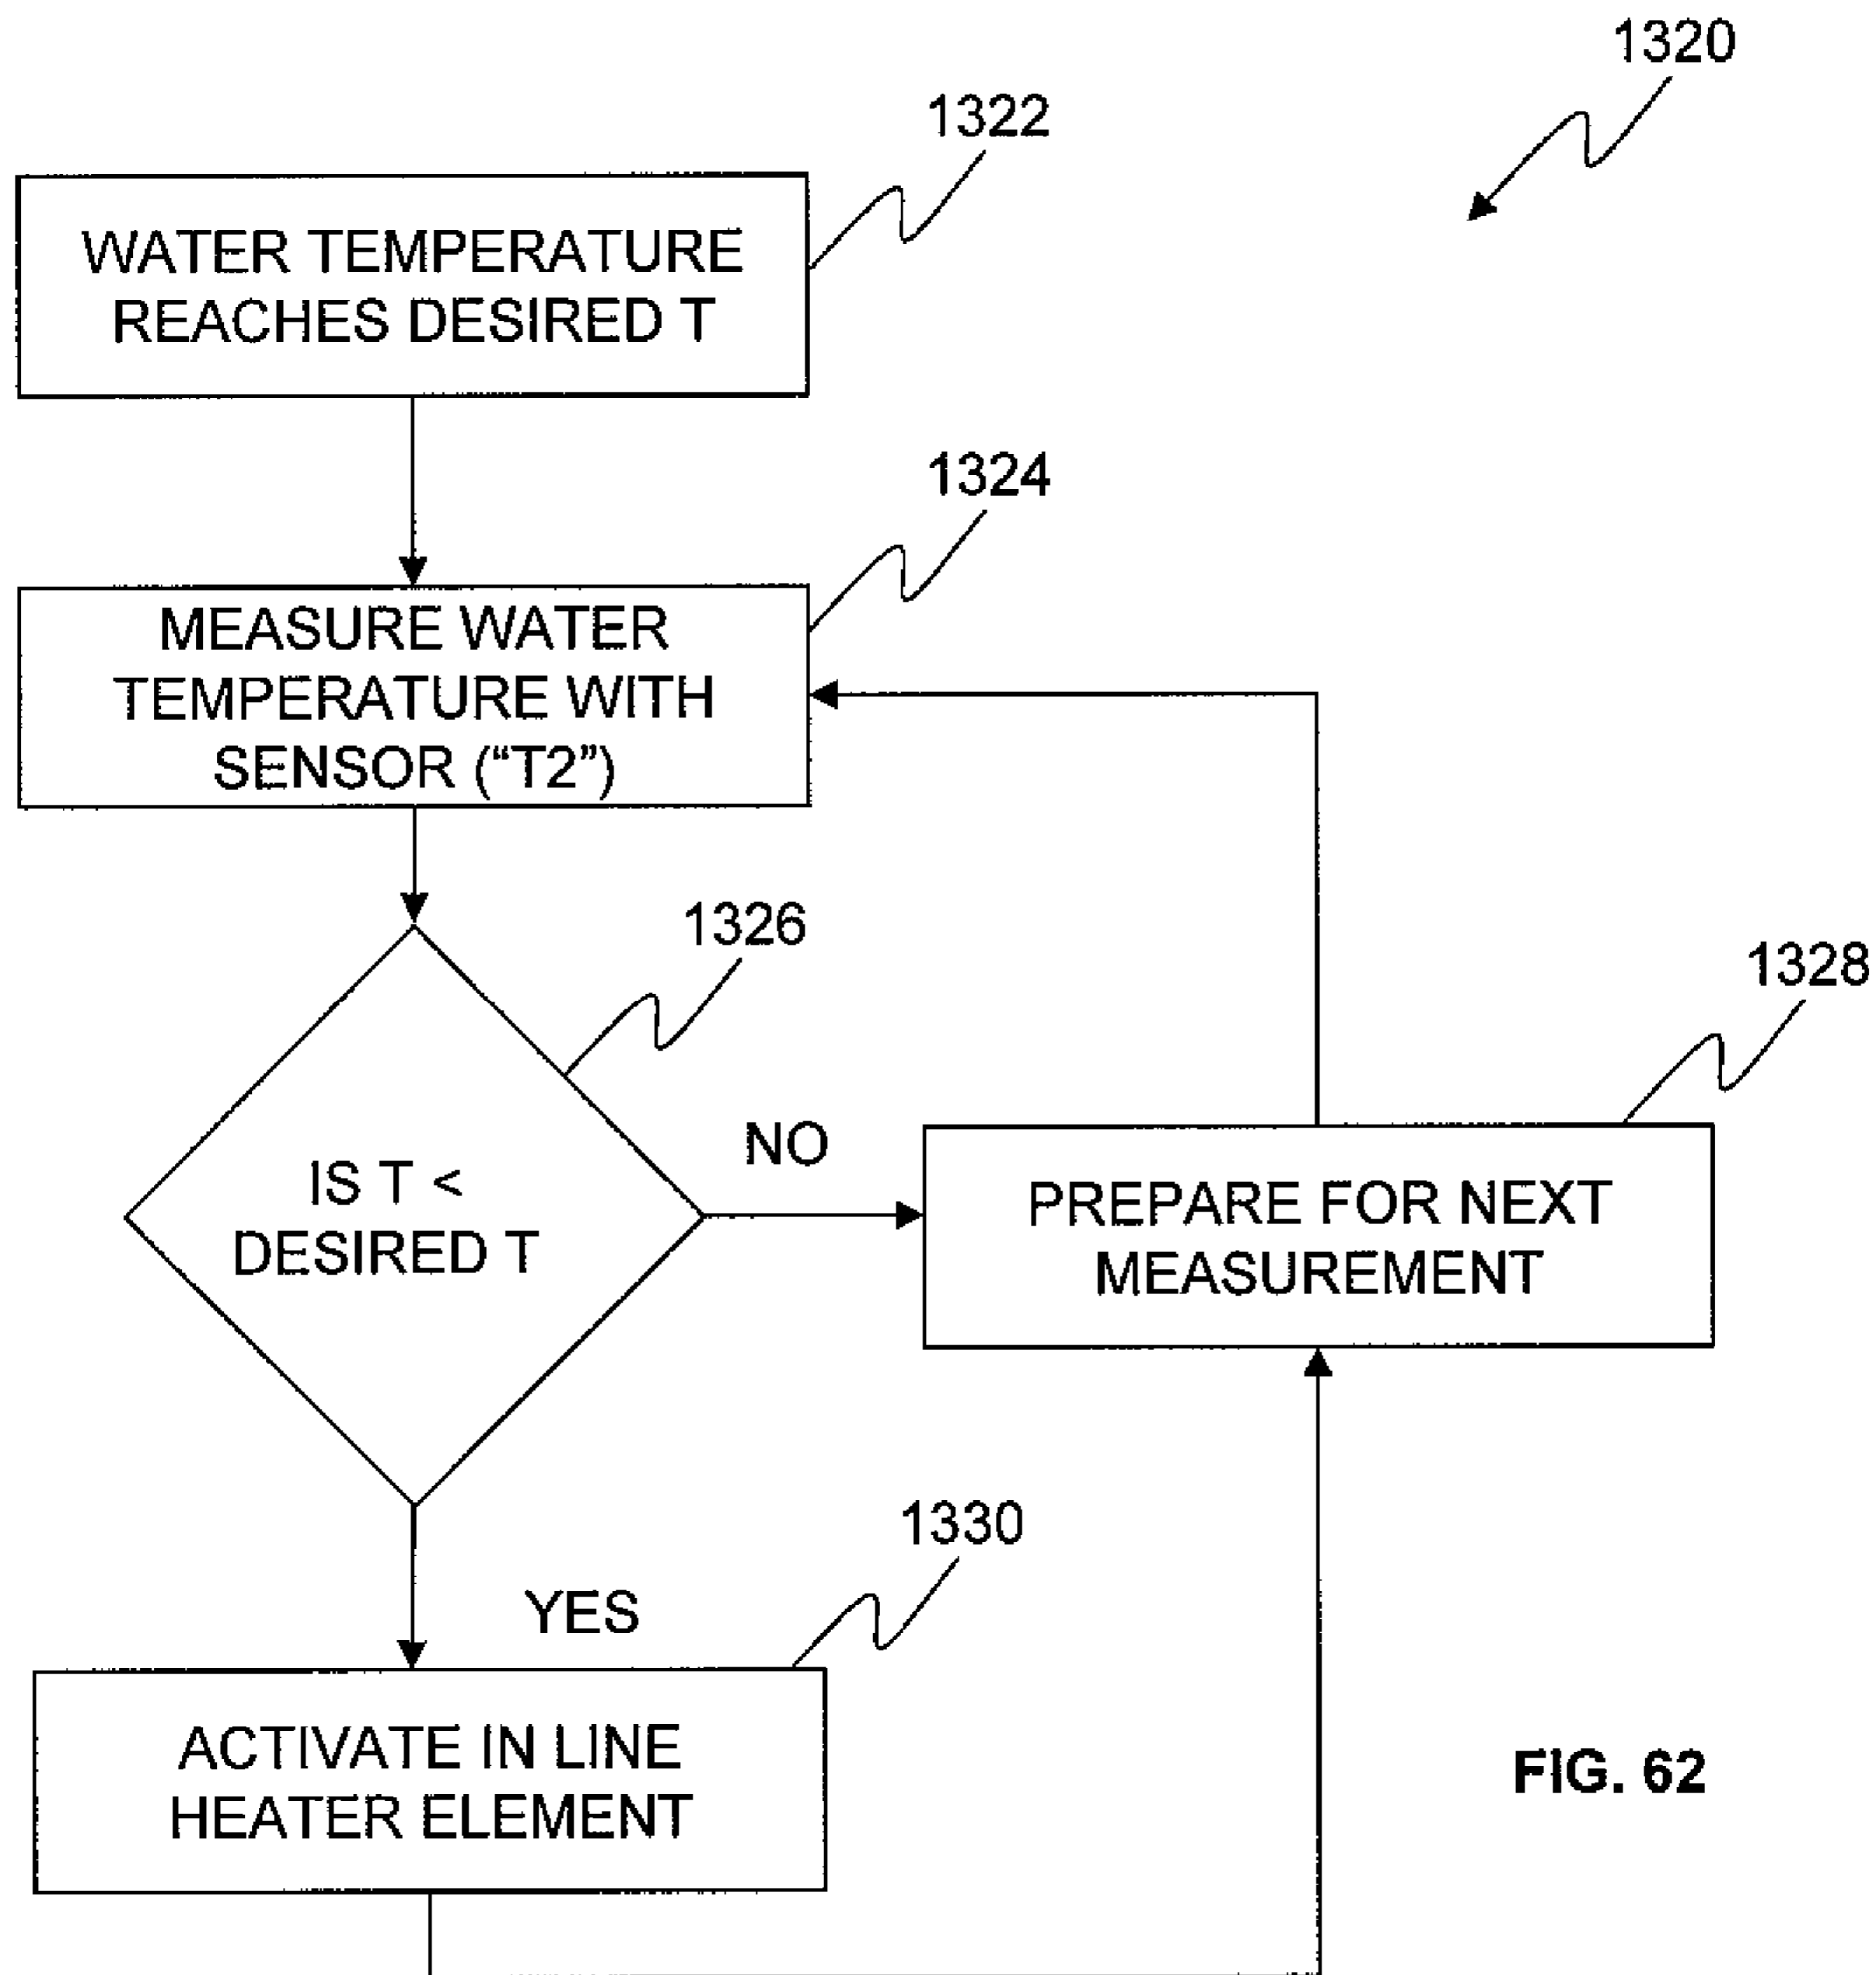 1320
1322
WATER TEMPERATURE
REACHES DESIRED T
1324
MEASURE WATER
TEMPERATURE WITH
SENSOR (“T2”)
1326
IS T <
DESIRED T
NO
1328
PREPARE FOR NEXT
MEASUREMENT
YES
1330
ACTIVATE IN LINE
HEATER ELEMENT
FIG. 62